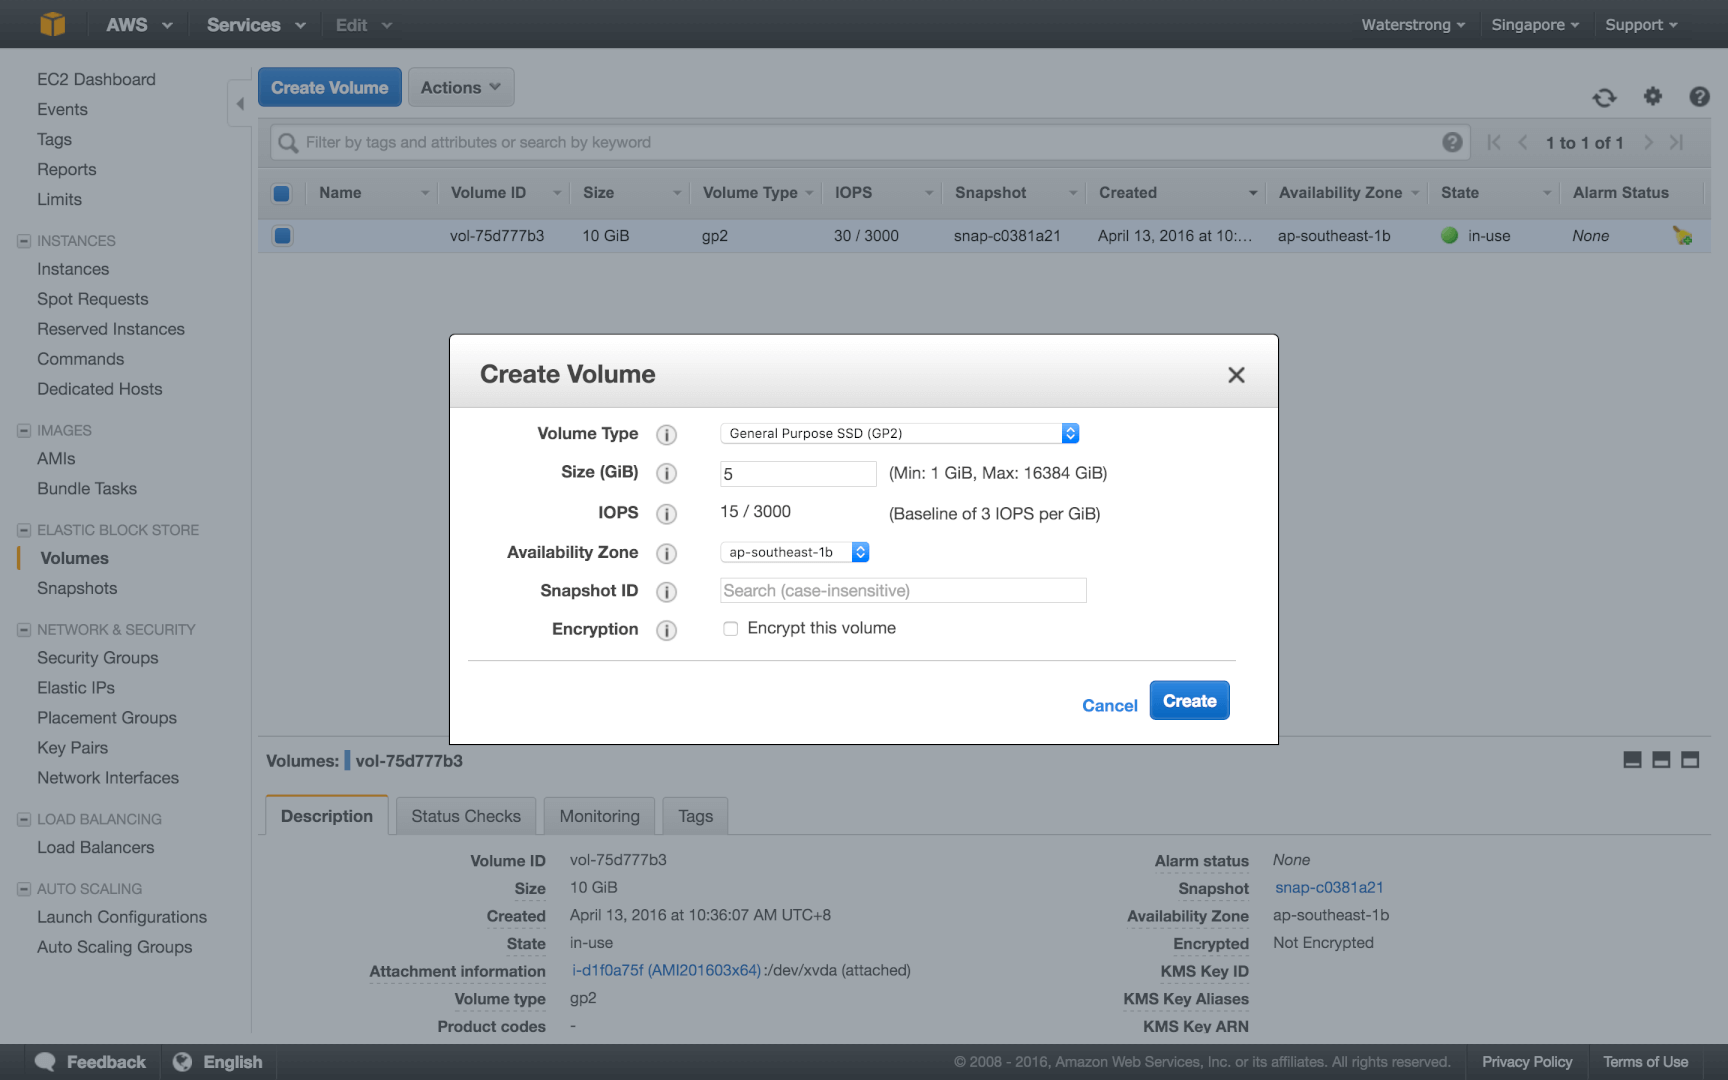 AWS Services Edit Waterstrong Singapore Support
EC2 Dashboard
Events
Tags
Reports
Limits
INSTANCES
Instances
Spot Requests
Reserved Instances
Commands
Dedicated Hosts
IMAGES
AMIs
Bundle Tasks
ELASTIC BLOCK STORE
Volumes
Snapshots
NETWORK & SECURITY
Security Groups
Elastic IPs
Placement Groups
Key Pairs
Network Interfaces
LOAD BALANCING
Load Balancers
AUTO SCALING
Launch Configurations
Auto Scaling Groups
Create Volume Actions
Filter by tags and attributes or search by keyword 1 to 1 of 1
Name Volume ID Size Volume Type IOPS Snapshot Created Availability Zone State Alarm Status
vol-75d777b3 10 GiB gp2 30 / 3000 snap-c0381a21 April 13, 2016 at 10:... ap-southeast-1b in-use None
Create Volume
Volume Type General Purpose SSD (GP2)
Size (GiB) 5 (Min: 1 GiB, Max: 16384 GiB)
IOPS 15 / 3000 (Baseline of 3 IOPS per GiB)
Availability Zone ap-southeast-1b
Snapshot ID Search (case-insensitive)
Encryption Encrypt this volume
Cancel Create
Volumes: vol-75d777b3
Description Status Checks Monitoring Tags
Volume ID vol-75d777b3 Alarm status None
Size 10 GiB Snapshot snap-c0381a21
Created April 13, 2016 at 10:36:07 AM UTC+8 Availability Zone ap-southeast-1b
State in-use Encrypted Not Encrypted
Attachment information i-d1f0a75f (AMI201603x64):/dev/xvda (attached) KMS Key ID
Volume type gp2 KMS Key Aliases
Product codes - KMS Key ARN
Feedback English © 2008 - 2016, Amazon Web Services, Inc. or its affiliates. All rights reserved. Privacy Policy Terms of Use